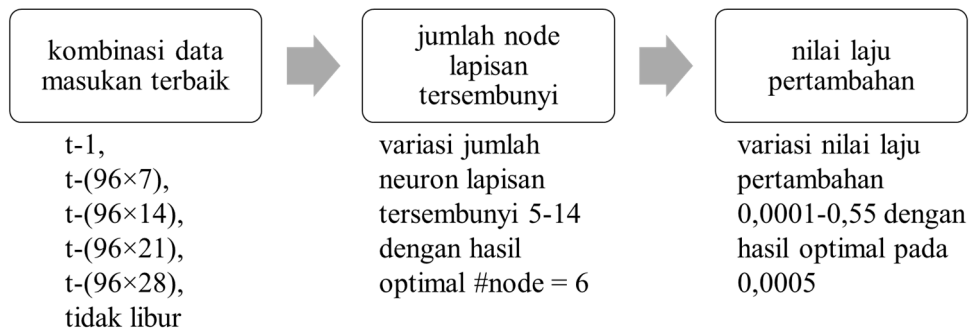 kombinasi data
masukan terbaik
t-1,
t-(96×7),
t-(96×14),
t-(96×21),
t-(96×28),
tidak libur
jumlah node
lapisan
tersembunyi
variasi jumlah
neuron lapisan
tersembunyi 5-14
dengan hasil
optimal #node = 6
nilai laju
pertambahan
variasi nilai laju
pertambahan
0,0001-0,55 dengan
hasil optimal pada
0,0005